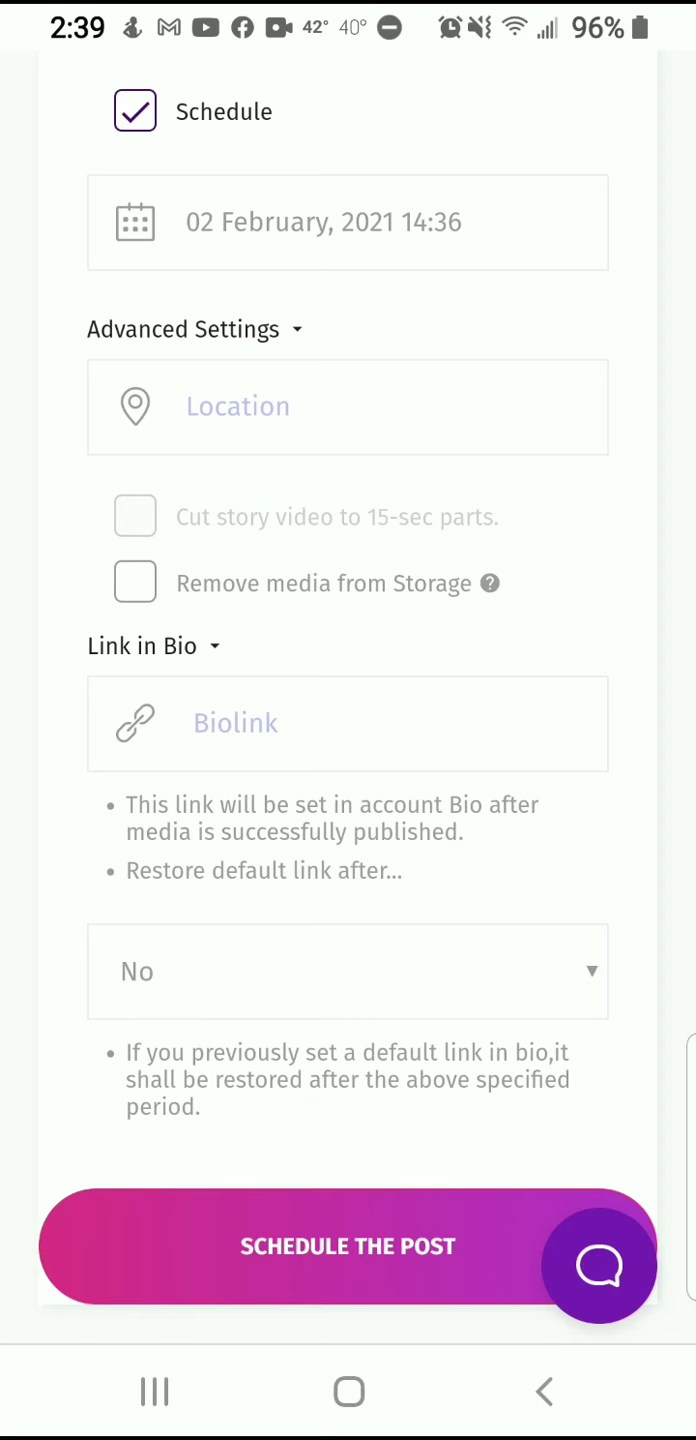 2:39 42° 40° 96%
Schedule
02 February, 2021 14:36
Advanced Settings
Location
Cut story video to 15-sec parts.
Remove media from Storage
Link in Bio
Biolink
• This link will be set in account Bio after
media is successfully published.
• Restore default link after...
No
• If you previously set a default link in bio,it
shall be restored after the above specified
period.
SCHEDULE THE POST